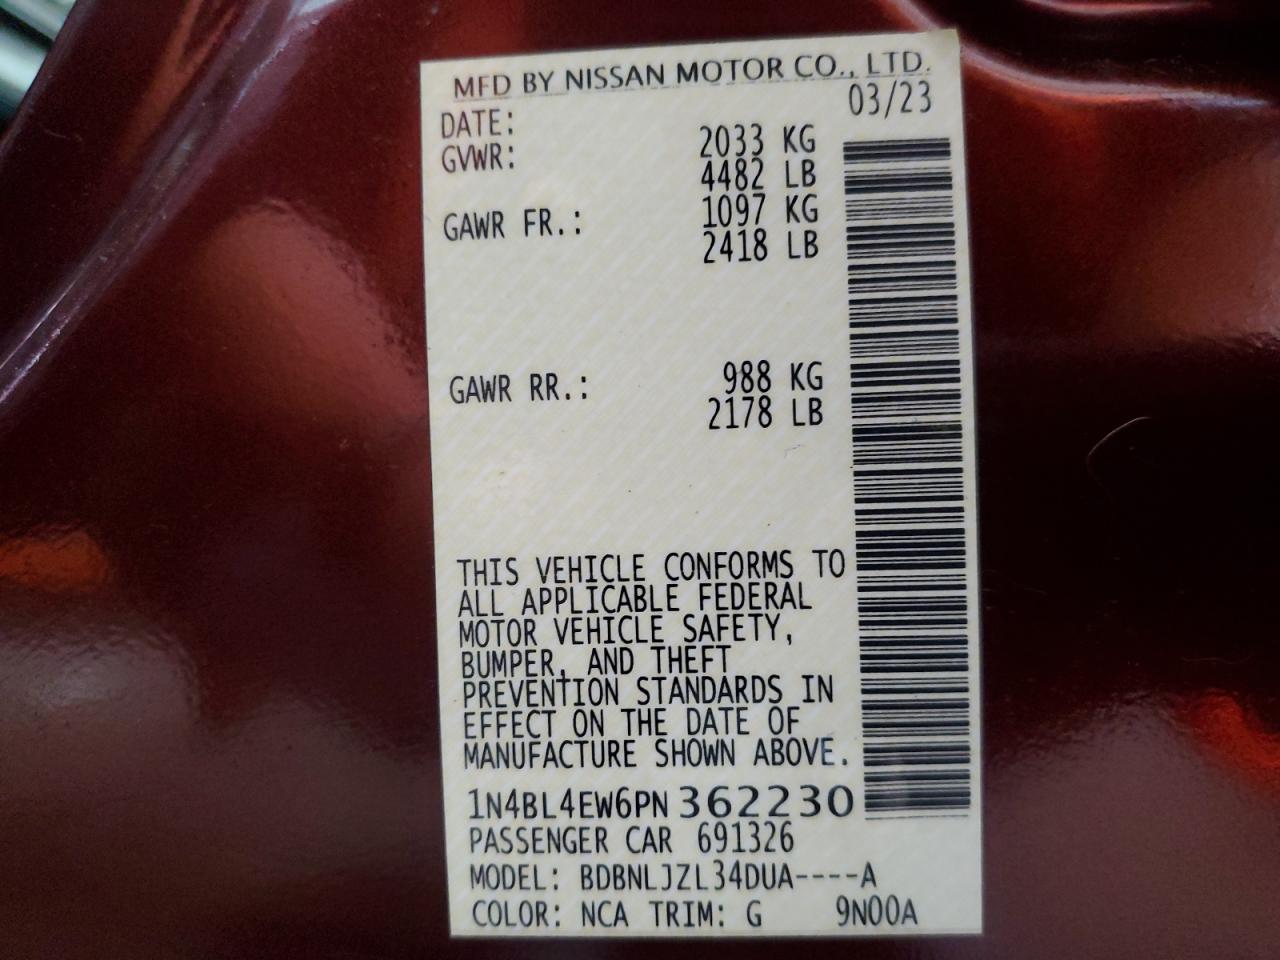 MFD BY NISSAN MOTOR CO., LTD.
DATE: 03/23
GVWR: 2033 KG
4482 LB
GAWR FR.: 1097 KG
2418 LB
GAWR RR.: 988 KG
2178 LB
THIS VEHICLE CONFORMS TO
ALL APPLICABLE FEDERAL
MOTOR VEHICLE SAFETY,
BUMPER, AND THEFT
PREVENTION STANDARDS IN
EFFECT ON THE DATE OF
MANUFACTURE SHOWN ABOVE.
1N4BL4EW6PN362230
PASSENGER CAR 691326
MODEL: BDBNLJZL34DUA----A
COLOR: NCA TRIM: G 9N00A